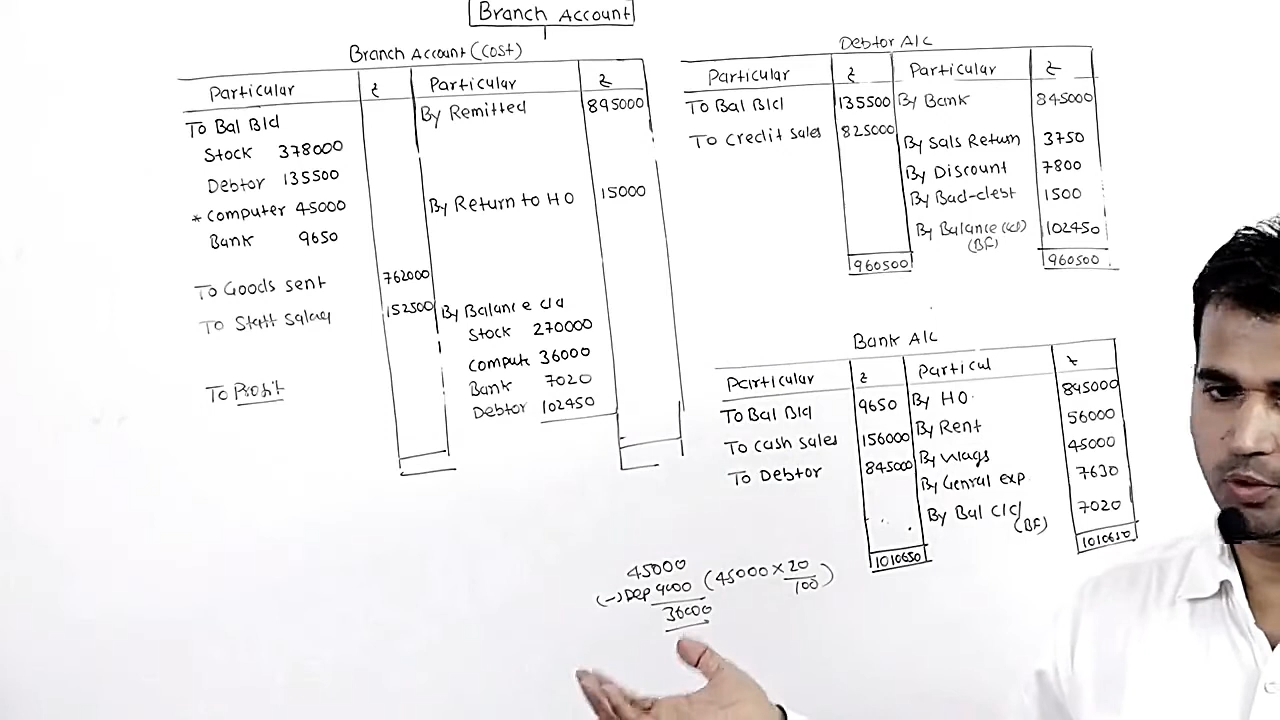 Branch Account
Branch Account (Cost)
Particular ₹ Particular ₹
To Bal B/d By Remitted 895000
Stock 378000
Debtor 135500
* Computer 45000 By Return to HO 15000
Bank 9650
To Goods sent 762000
To Staff Salary 152500 By Balance c/d
Stock 270000
Compute 36000
To Profit Bank 7020
Debtor 102450
Debtor A/C
Particular ₹ Particular ₹
To Bal B/d 135500 By Bank 845000
To Credit Sales 825000 By Sals Return 3750
By Discount 7800
By Bad-debt 1500
By Balance c/d 102450
(BF)
960500 960500
Bank A/C
Particular ₹ Particul ₹
To Bal B/d 9650 By HO 895000
To Cash Sales 156000 By Rent 56000
To Debtor 845000 By Wags 45000
By Genral exp 7630
By Bal C/d 7020
(BF)
1010650 1010650
45000
(-) Dep 9000 (45000 × 20/100)
36000